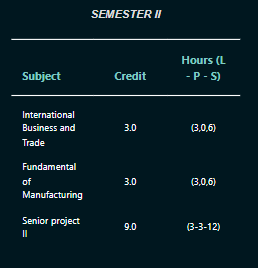 SEMESTER II
Hours (L
Subject Credit - P - S)
International
Business and 3.0 (3,0,6)
Trade
Fundamental
of 3.0 (3,0,6)
Manufacturing
Senior project 9.0 (3-3-12)
II